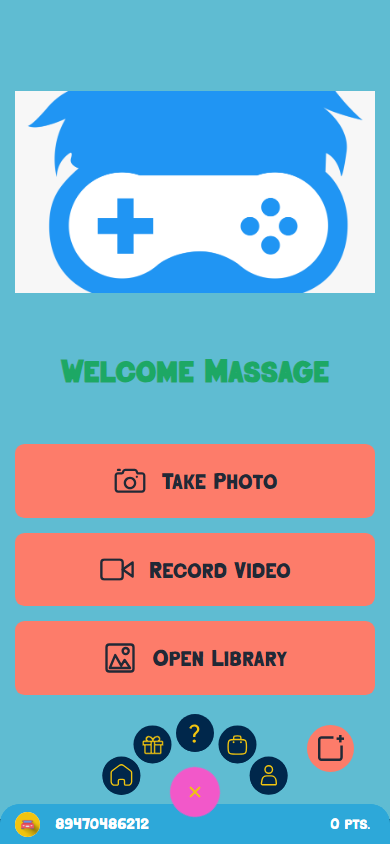 Welcome Massage
Take Photo
Record Video
Open Library
?
89470486212
0 PTS.